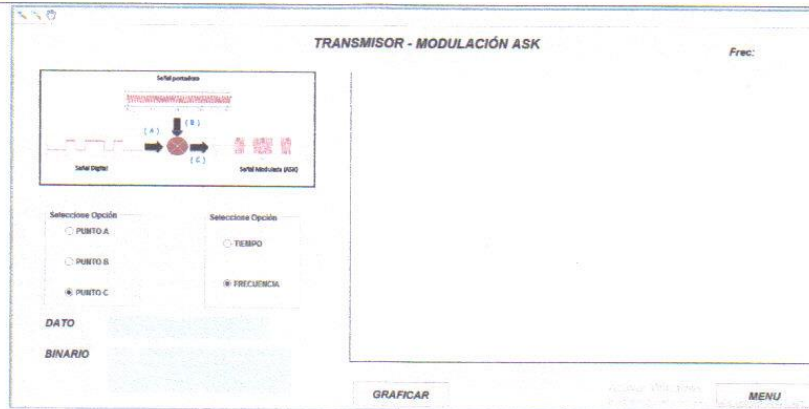 TRANSMISOR - MODULACIÓN ASK
Frec:
Señal portadora
( B )
( A )
( C )
Señal Digital
Señal Modulada (ASK)
Seleccione Opción
PUNTO A
PUNTO B
PUNTO C
Seleccione Opción
TIEMPO
FRECUENCIA
DATO
BINARIO
GRAFICAR
MENU